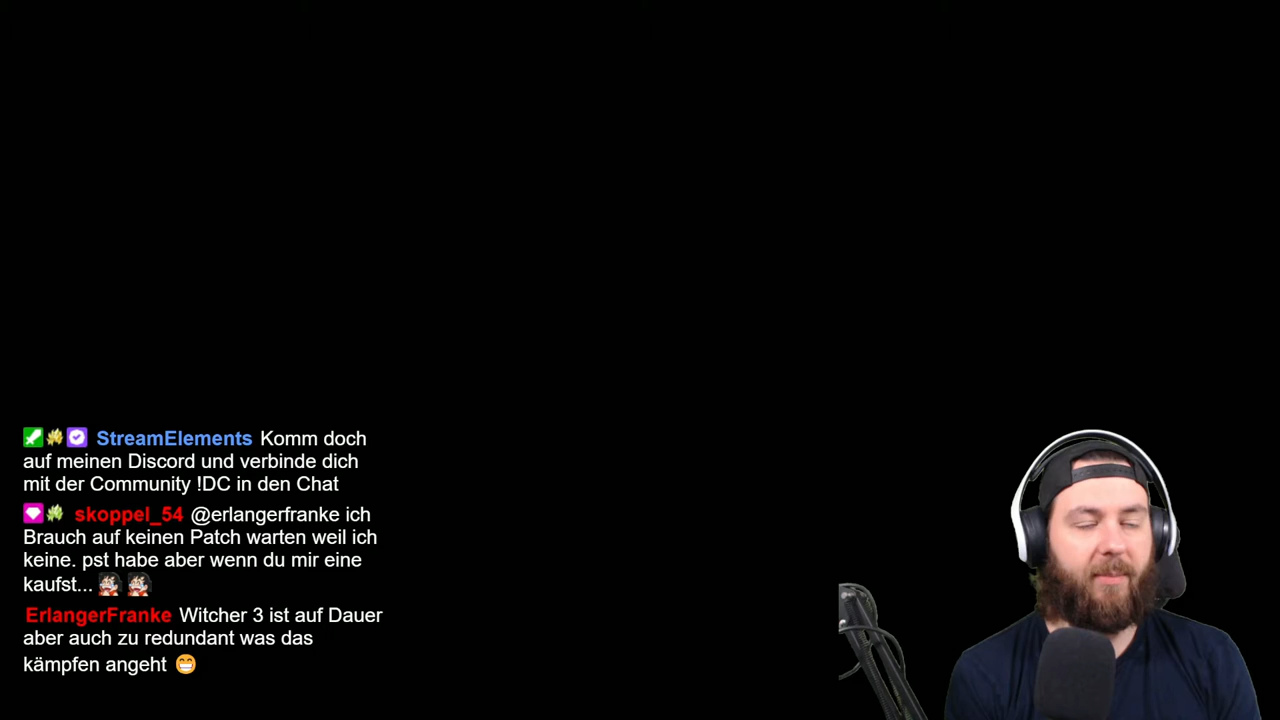 StreamElements Komm doch
auf meinen Discord und verbinde dich
mit der Community !DC in den Chat
skoppel_54 @erlangerfranke ich
Brauch auf keinen Patch warten weil ich
keine. pst habe aber wenn du mir eine
kaufst...
ErlangerFranke Witcher 3 ist auf Dauer
aber auch zu redundant was das
kämpfen angeht 😁